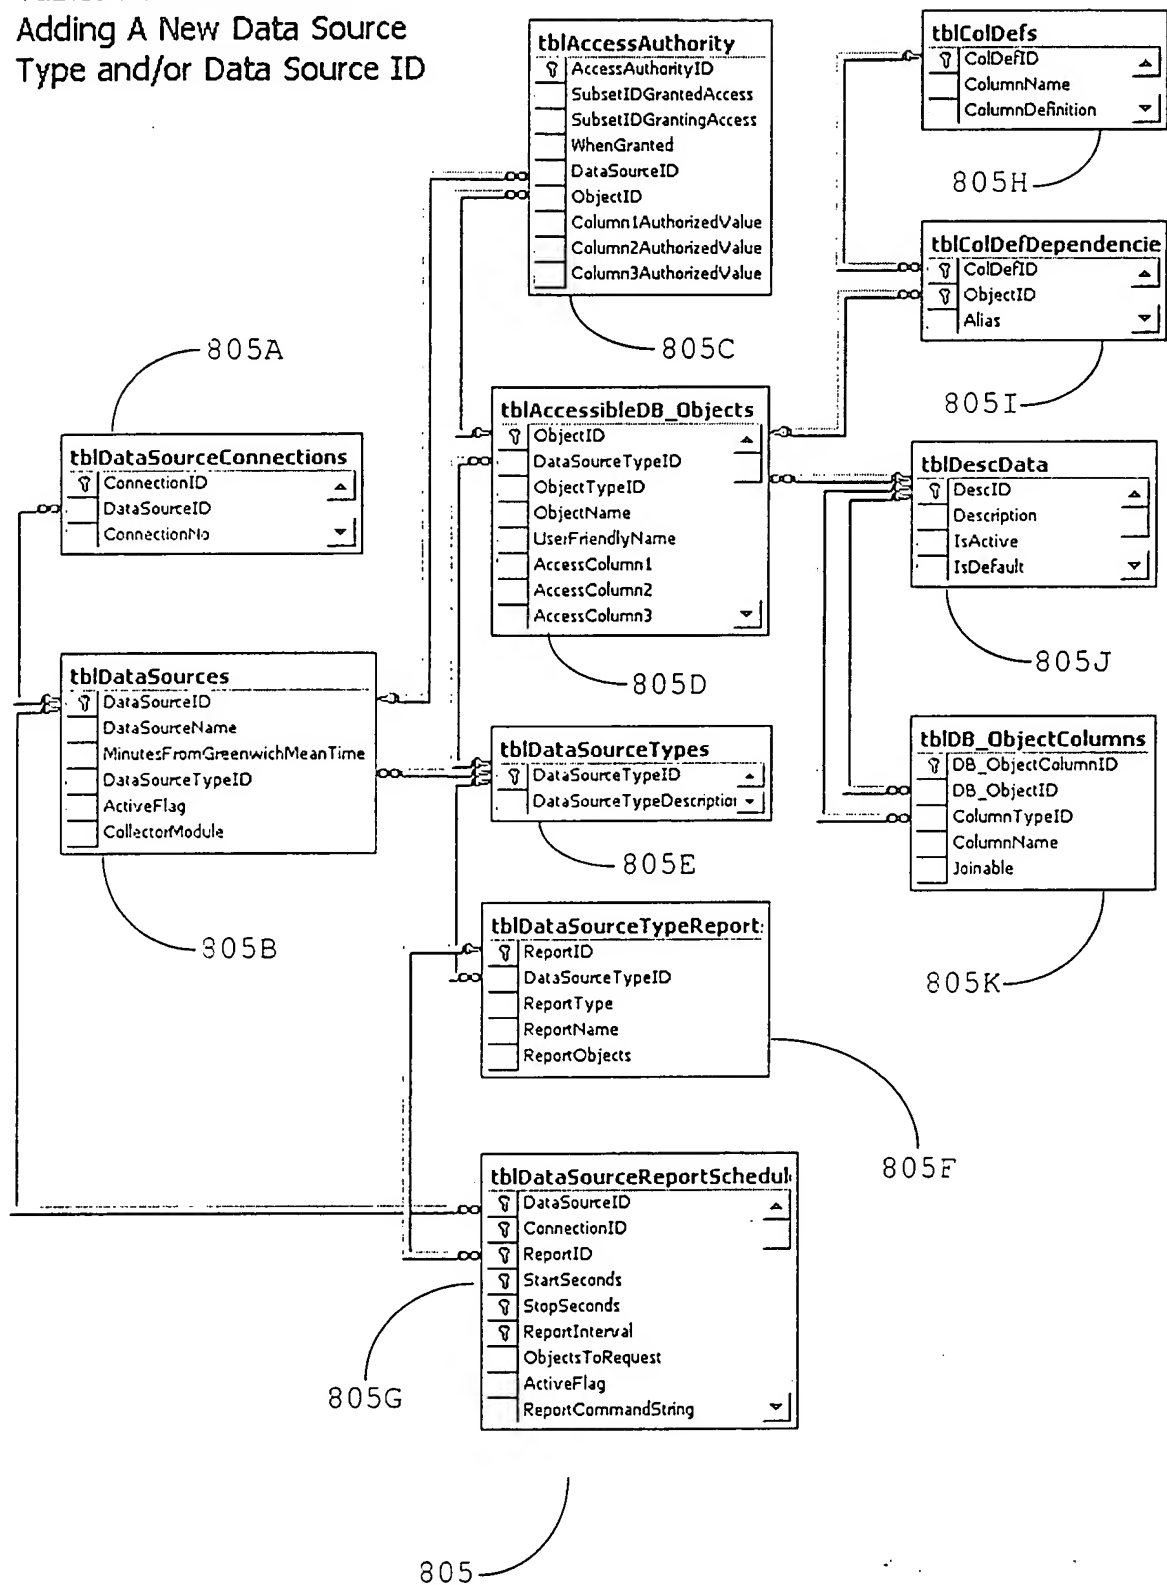 Adding A New Data Source
Type and/or Data Source ID
tblAccessAuthority
AccessAuthorityID
SubsetIDGrantedAccess
SubsetIDGrantingAccess
WhenGranted
DataSourceID
ObjectID
Column1AuthorizedValue
Column2AuthorizedValue
Column3AuthorizedValue
805C
tblColDefs
ColDefID
ColumnName
ColumnDefinition
805H
tblColDefDependencie
ColDefID
ObjectID
Alias
805I
805A
tblDataSourceConnections
ConnectionID
DataSourceID
ConnectionNo
tblAccessibleDB_Objects
ObjectID
DataSourceTypeID
ObjectTypeID
ObjectName
UserFriendlyName
AccessColumn1
AccessColumn2
AccessColumn3
805D
tblDescData
DescID
Description
IsActive
IsDefault
805J
tblDataSources
DataSourceID
DataSourceName
MinutesFromGreenwichMeanTime
DataSourceTypeID
ActiveFlag
CollectorModule
805B
tblDataSourceTypes
DataSourceTypeID
DataSourceTypeDescription
805E
tblDB_ObjectColumns
DB_ObjectColumnID
DB_ObjectID
ColumnTypeID
ColumnName
Joinable
805K
tblDataSourceTypeReport
ReportID
DataSourceTypeID
ReportType
ReportName
ReportObjects
805F
tblDataSourceReportSchedul
DataSourceID
ConnectionID
ReportID
StartSeconds
StopSeconds
ReportInterval
ObjectsToRequest
ActiveFlag
ReportCommandString
805G
805